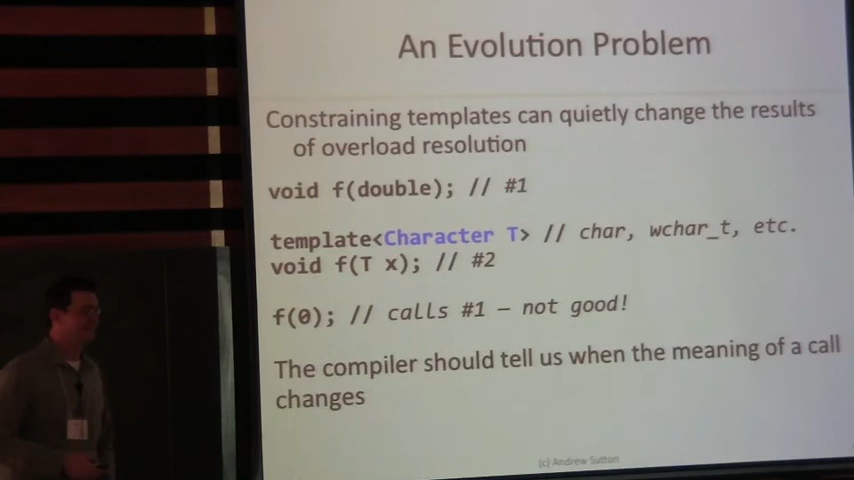 An Evolution Problem
Constraining templates can quietly change the results
of overload resolution
void f(double); // #1
template<Character T> // char, wchar_t, etc.
void f(T x); // #2
f(0); // calls #1 – not good!
The compiler should tell us when the meaning of a call
changes
(c) Andrew Sutton